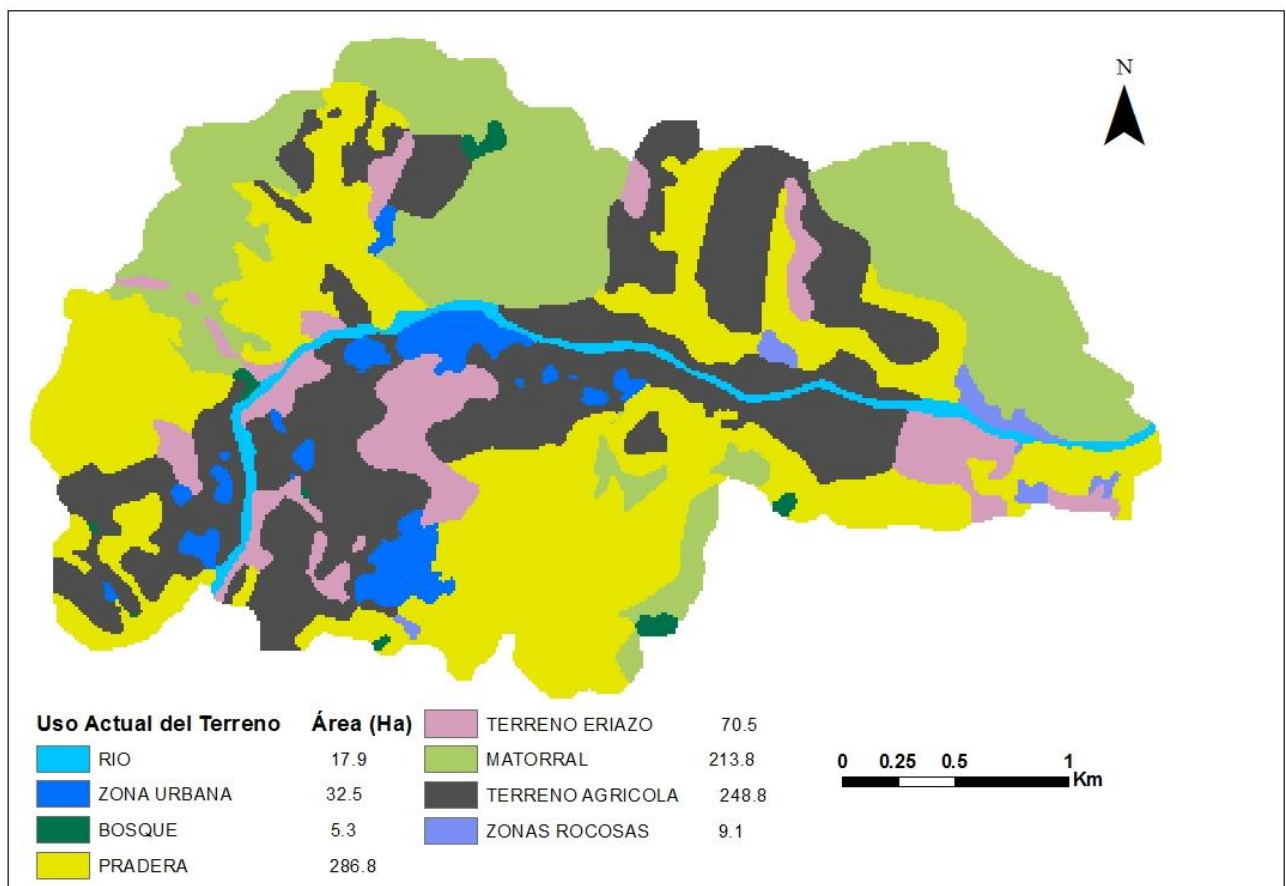 N
Uso Actual del Terreno Área (Ha)
RIO 17.9
ZONA URBANA 32.5
BOSQUE 5.3
PRADERA 286.8
TERRENO ERIAZO 70.5
MATORRAL 213.8
TERRENO AGRICOLA 248.8
ZONAS ROCOSAS 9.1
0 0.25 0.5 1
Km